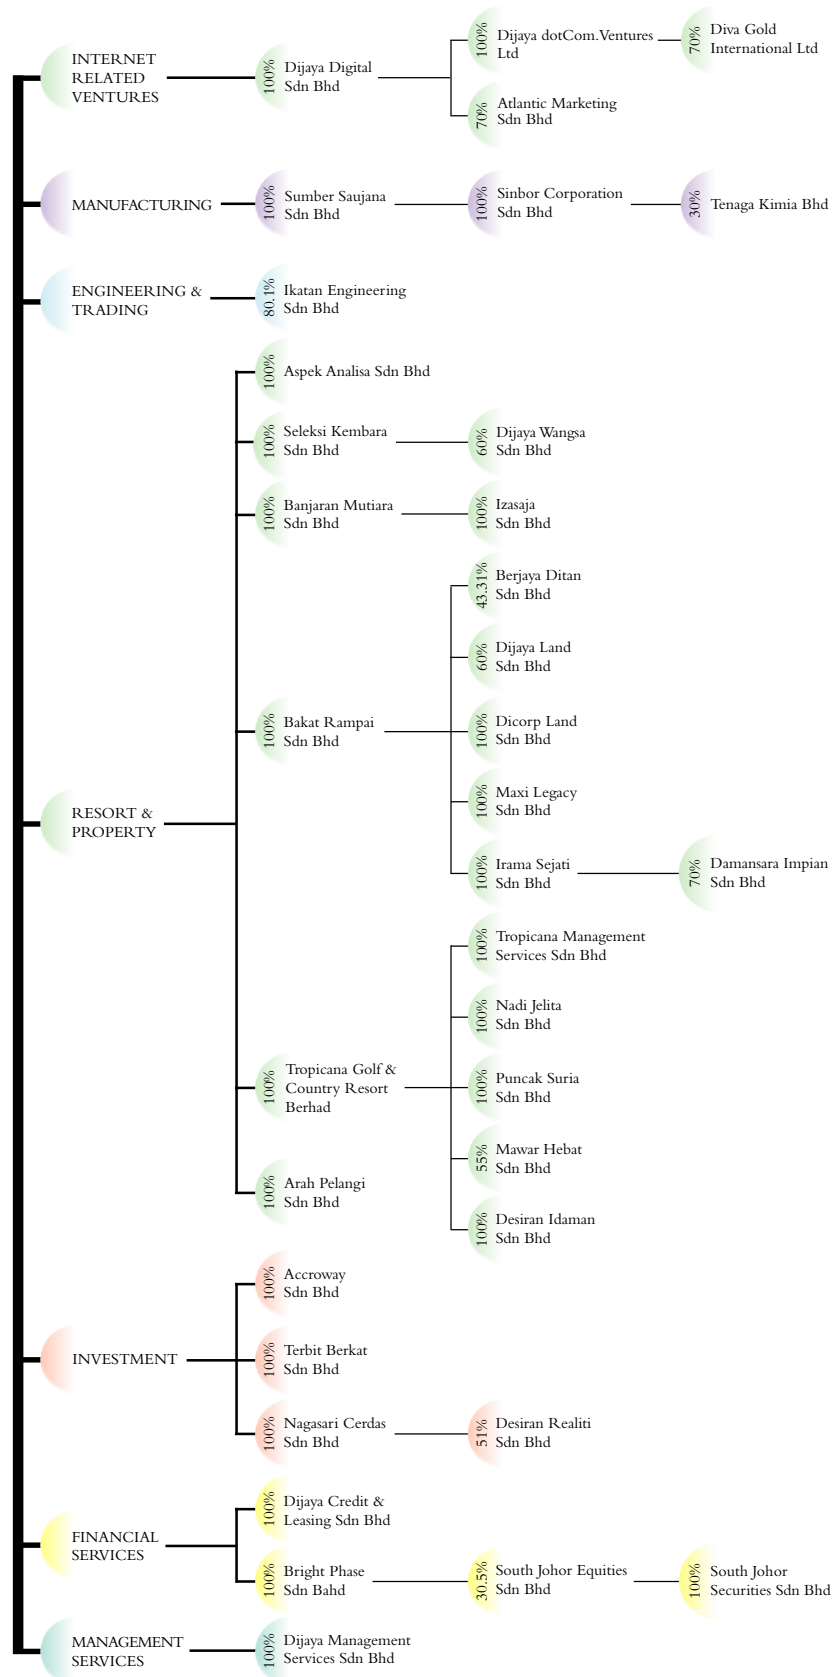 INTERNET
RELATED
VENTURES
100%
Dijaya Digital
Sdn Bhd
100%
Dijaya dotCom.Ventures
Ltd
70%
Diva Gold
International Ltd
70%
Atlantic Marketing
Sdn Bhd
MANUFACTURING
100%
Sumber Saujana
Sdn Bhd
100%
Sinbor Corporation
Sdn Bhd
30%
Tenaga Kimia Bhd
ENGINEERING &
TRADING
80.1%
Ikatan Engineering
Sdn Bhd
RESORT &
PROPERTY
100%
Aspek Analisa Sdn Bhd
100%
Seleksi Kembara
Sdn Bhd
60%
Dijaya Wangsa
Sdn Bhd
100%
Banjaran Mutiara
Sdn Bhd
100%
Izasaja
Sdn Bhd
100%
Bakat Rampai
Sdn Bhd
43.31%
Berjaya Ditan
Sdn Bhd
60%
Dijaya Land
Sdn Bhd
100%
Dicorp Land
Sdn Bhd
100%
Maxi Legacy
Sdn Bhd
100%
Irama Sejati
Sdn Bhd
70%
Damansara Impian
Sdn Bhd
100%
Tropicana Golf &
Country Resort
Berhad
100%
Tropicana Management
Services Sdn Bhd
100%
Nadi Jelita
Sdn Bhd
100%
Puncak Suria
Sdn Bhd
55%
Mawar Hebat
Sdn Bhd
100%
Desiran Idaman
Sdn Bhd
100%
Arah Pelangi
Sdn Bhd
INVESTMENT
100%
Accroway
Sdn Bhd
100%
Terbit Berkat
Sdn Bhd
100%
Nagasari Cerdas
Sdn Bhd
51%
Desiran Realiti
Sdn Bhd
FINANCIAL
SERVICES
100%
Dijaya Credit &
Leasing Sdn Bhd
100%
Bright Phase
Sdn Bahd
30.5%
South Johor Equities
Sdn Bhd
100%
South Johor
Securities Sdn Bhd
MANAGEMENT
SERVICES
100%
Dijaya Management
Services Sdn Bhd